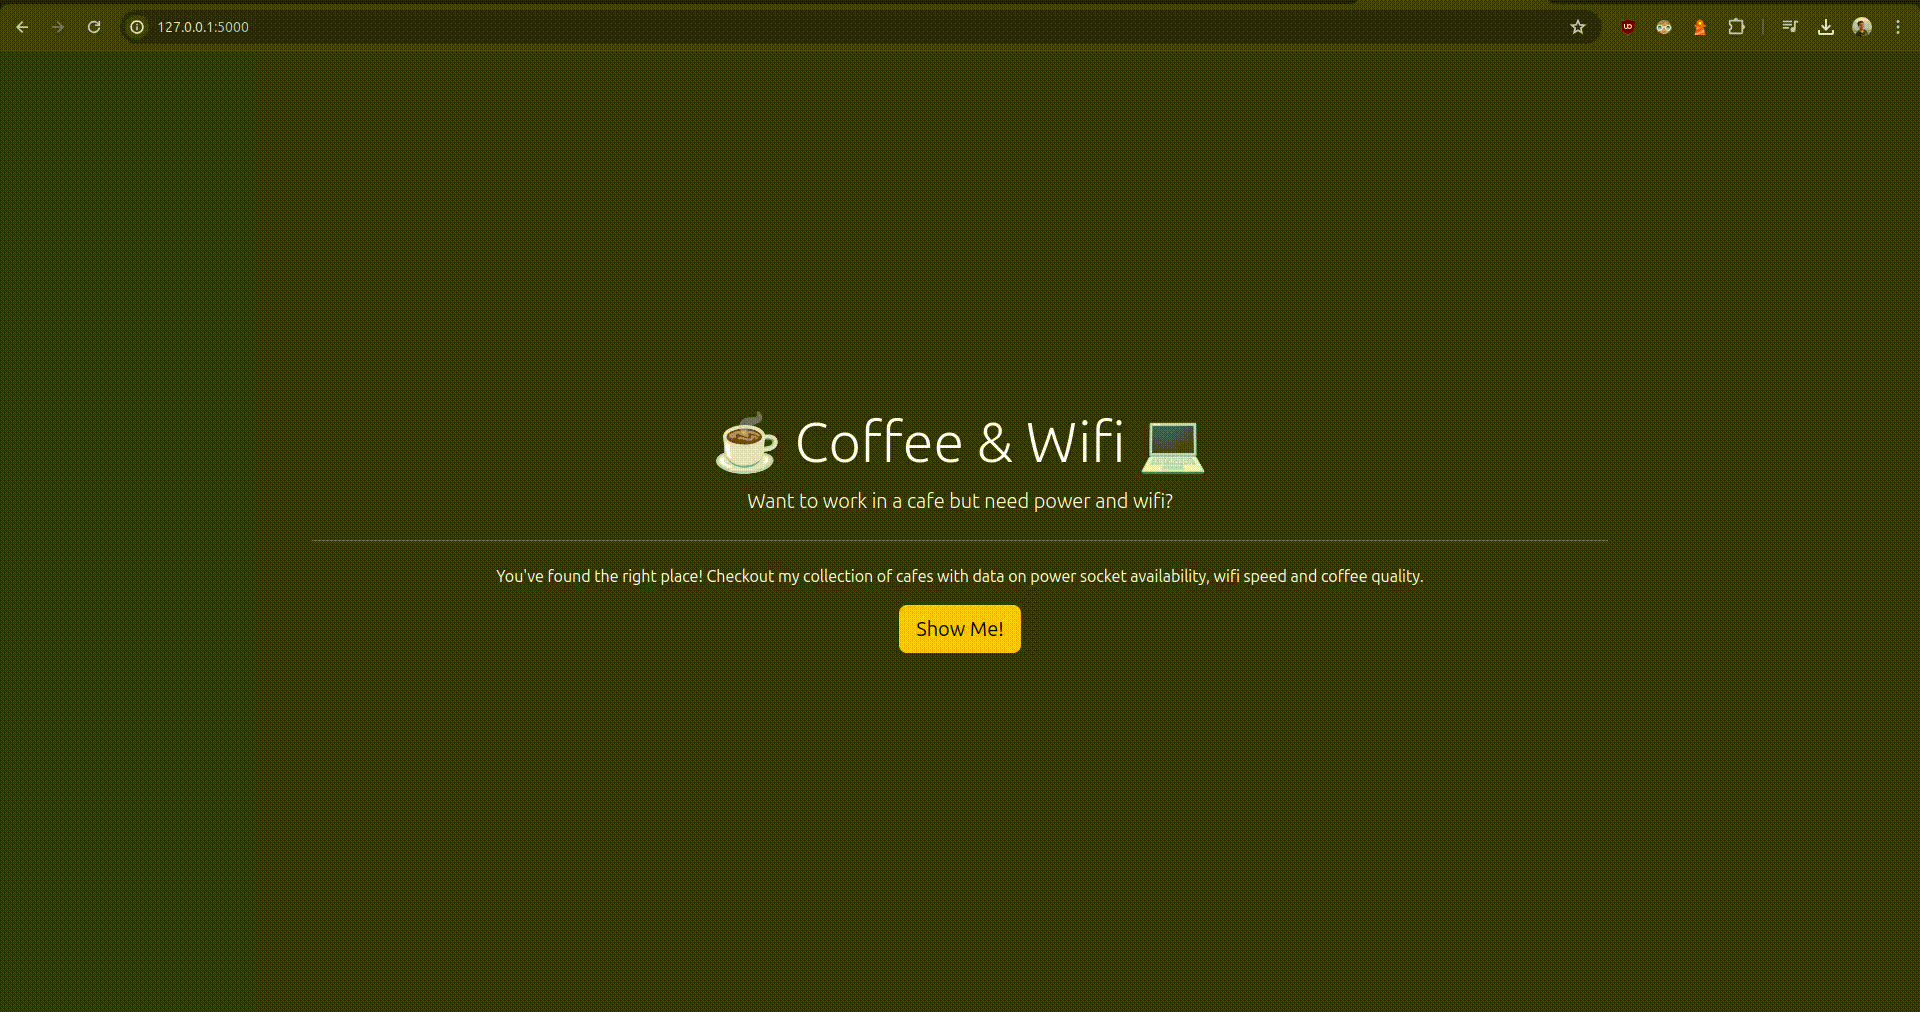 127.0.0.1:5000
☕ Coffee & Wifi 💻
Want to work in a cafe but need power and wifi?
You've found the right place! Checkout my collection of cafes with data on power socket availability, wifi speed and coffee quality.
Show Me!